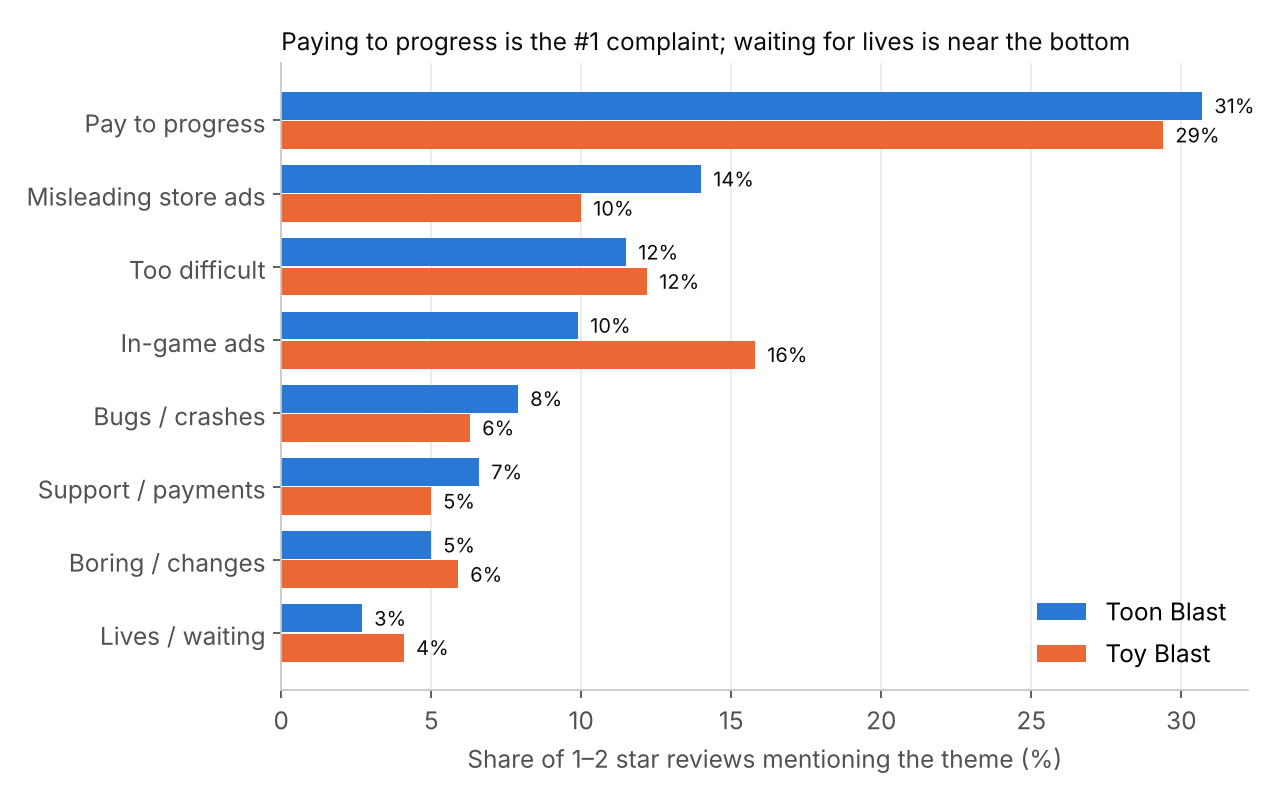 Paying to progress is the #1 complaint; waiting for lives is near the bottom
Pay to progress
31%
29%
Misleading store ads
14%
10%
Too difficult
12%
12%
In-game ads
10%
16%
Bugs / crashes
8%
6%
Support / payments
7%
5%
Boring / changes
5%
6%
Lives / waiting
3%
4%
Toon Blast
Toy Blast
0 5 10 15 20 25 30
Share of 1–2 star reviews mentioning the theme (%)